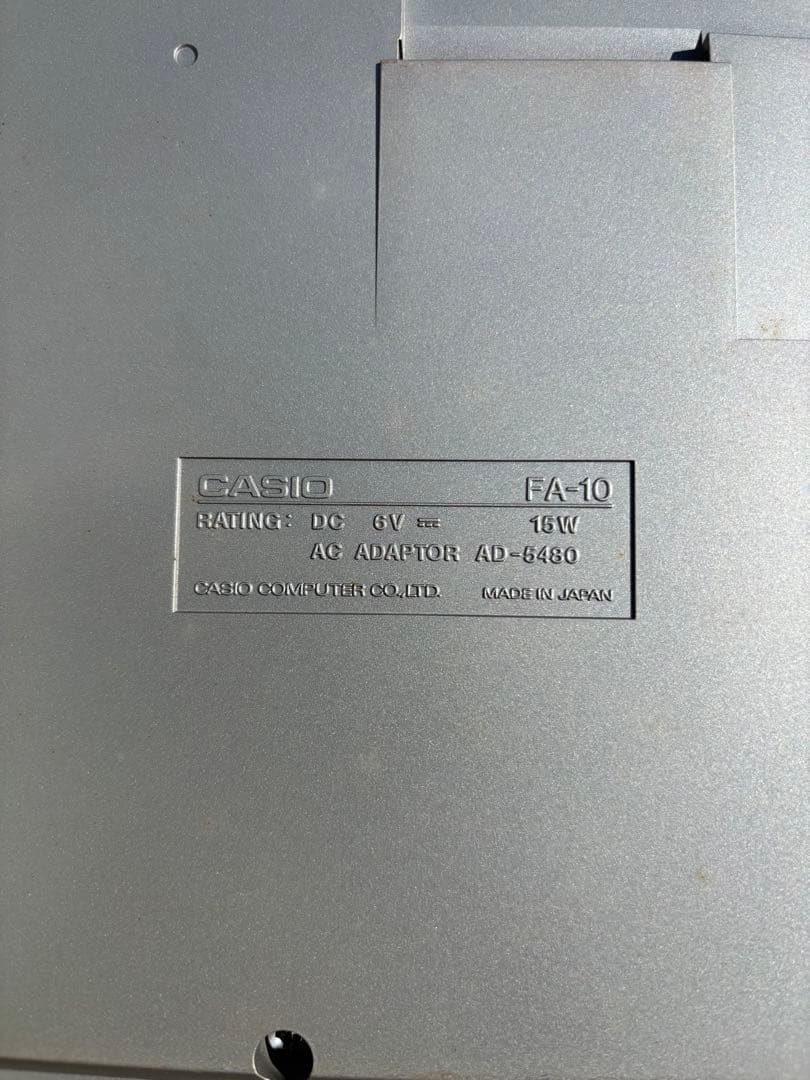 CASIO FA-10
RATING: DC 6V ⎓ 15W
AC ADAPTOR AD-5480
CASIO COMPUTER CO.,LTD. MADE IN JAPAN